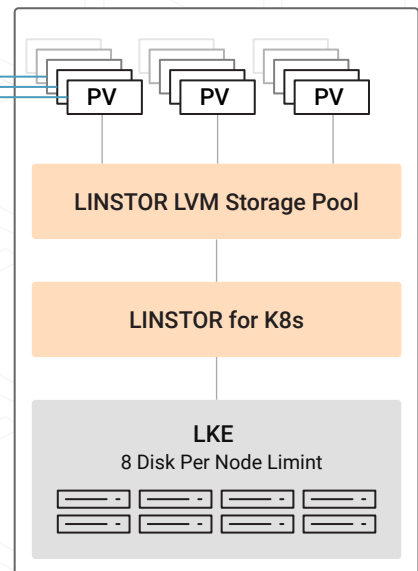 PV PV PV
LINSTOR LVM Storage Pool
LINSTOR for K8s
LKE
8 Disk Per Node Limint